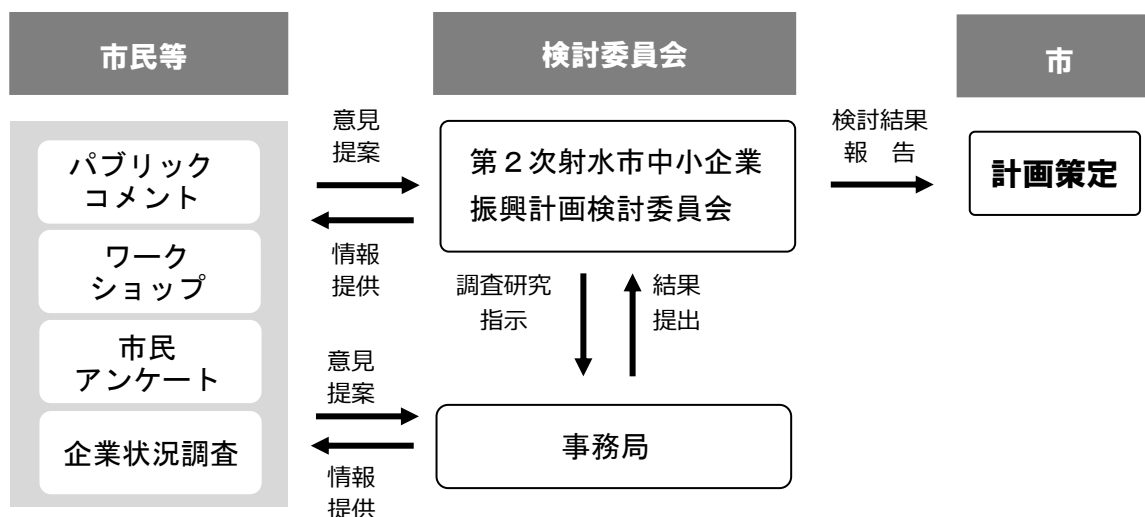 市民等
検討委員会
市
パブリック
コメント
ワーク
ショップ
市民
アンケート
企業状況調査
意見
提案
情報
提供
意見
提案
情報
提供
第２次射水市中小企業
振興計画検討委員会
調査研究
指示
結果
提出
事務局
検討結果
報　告
計画策定